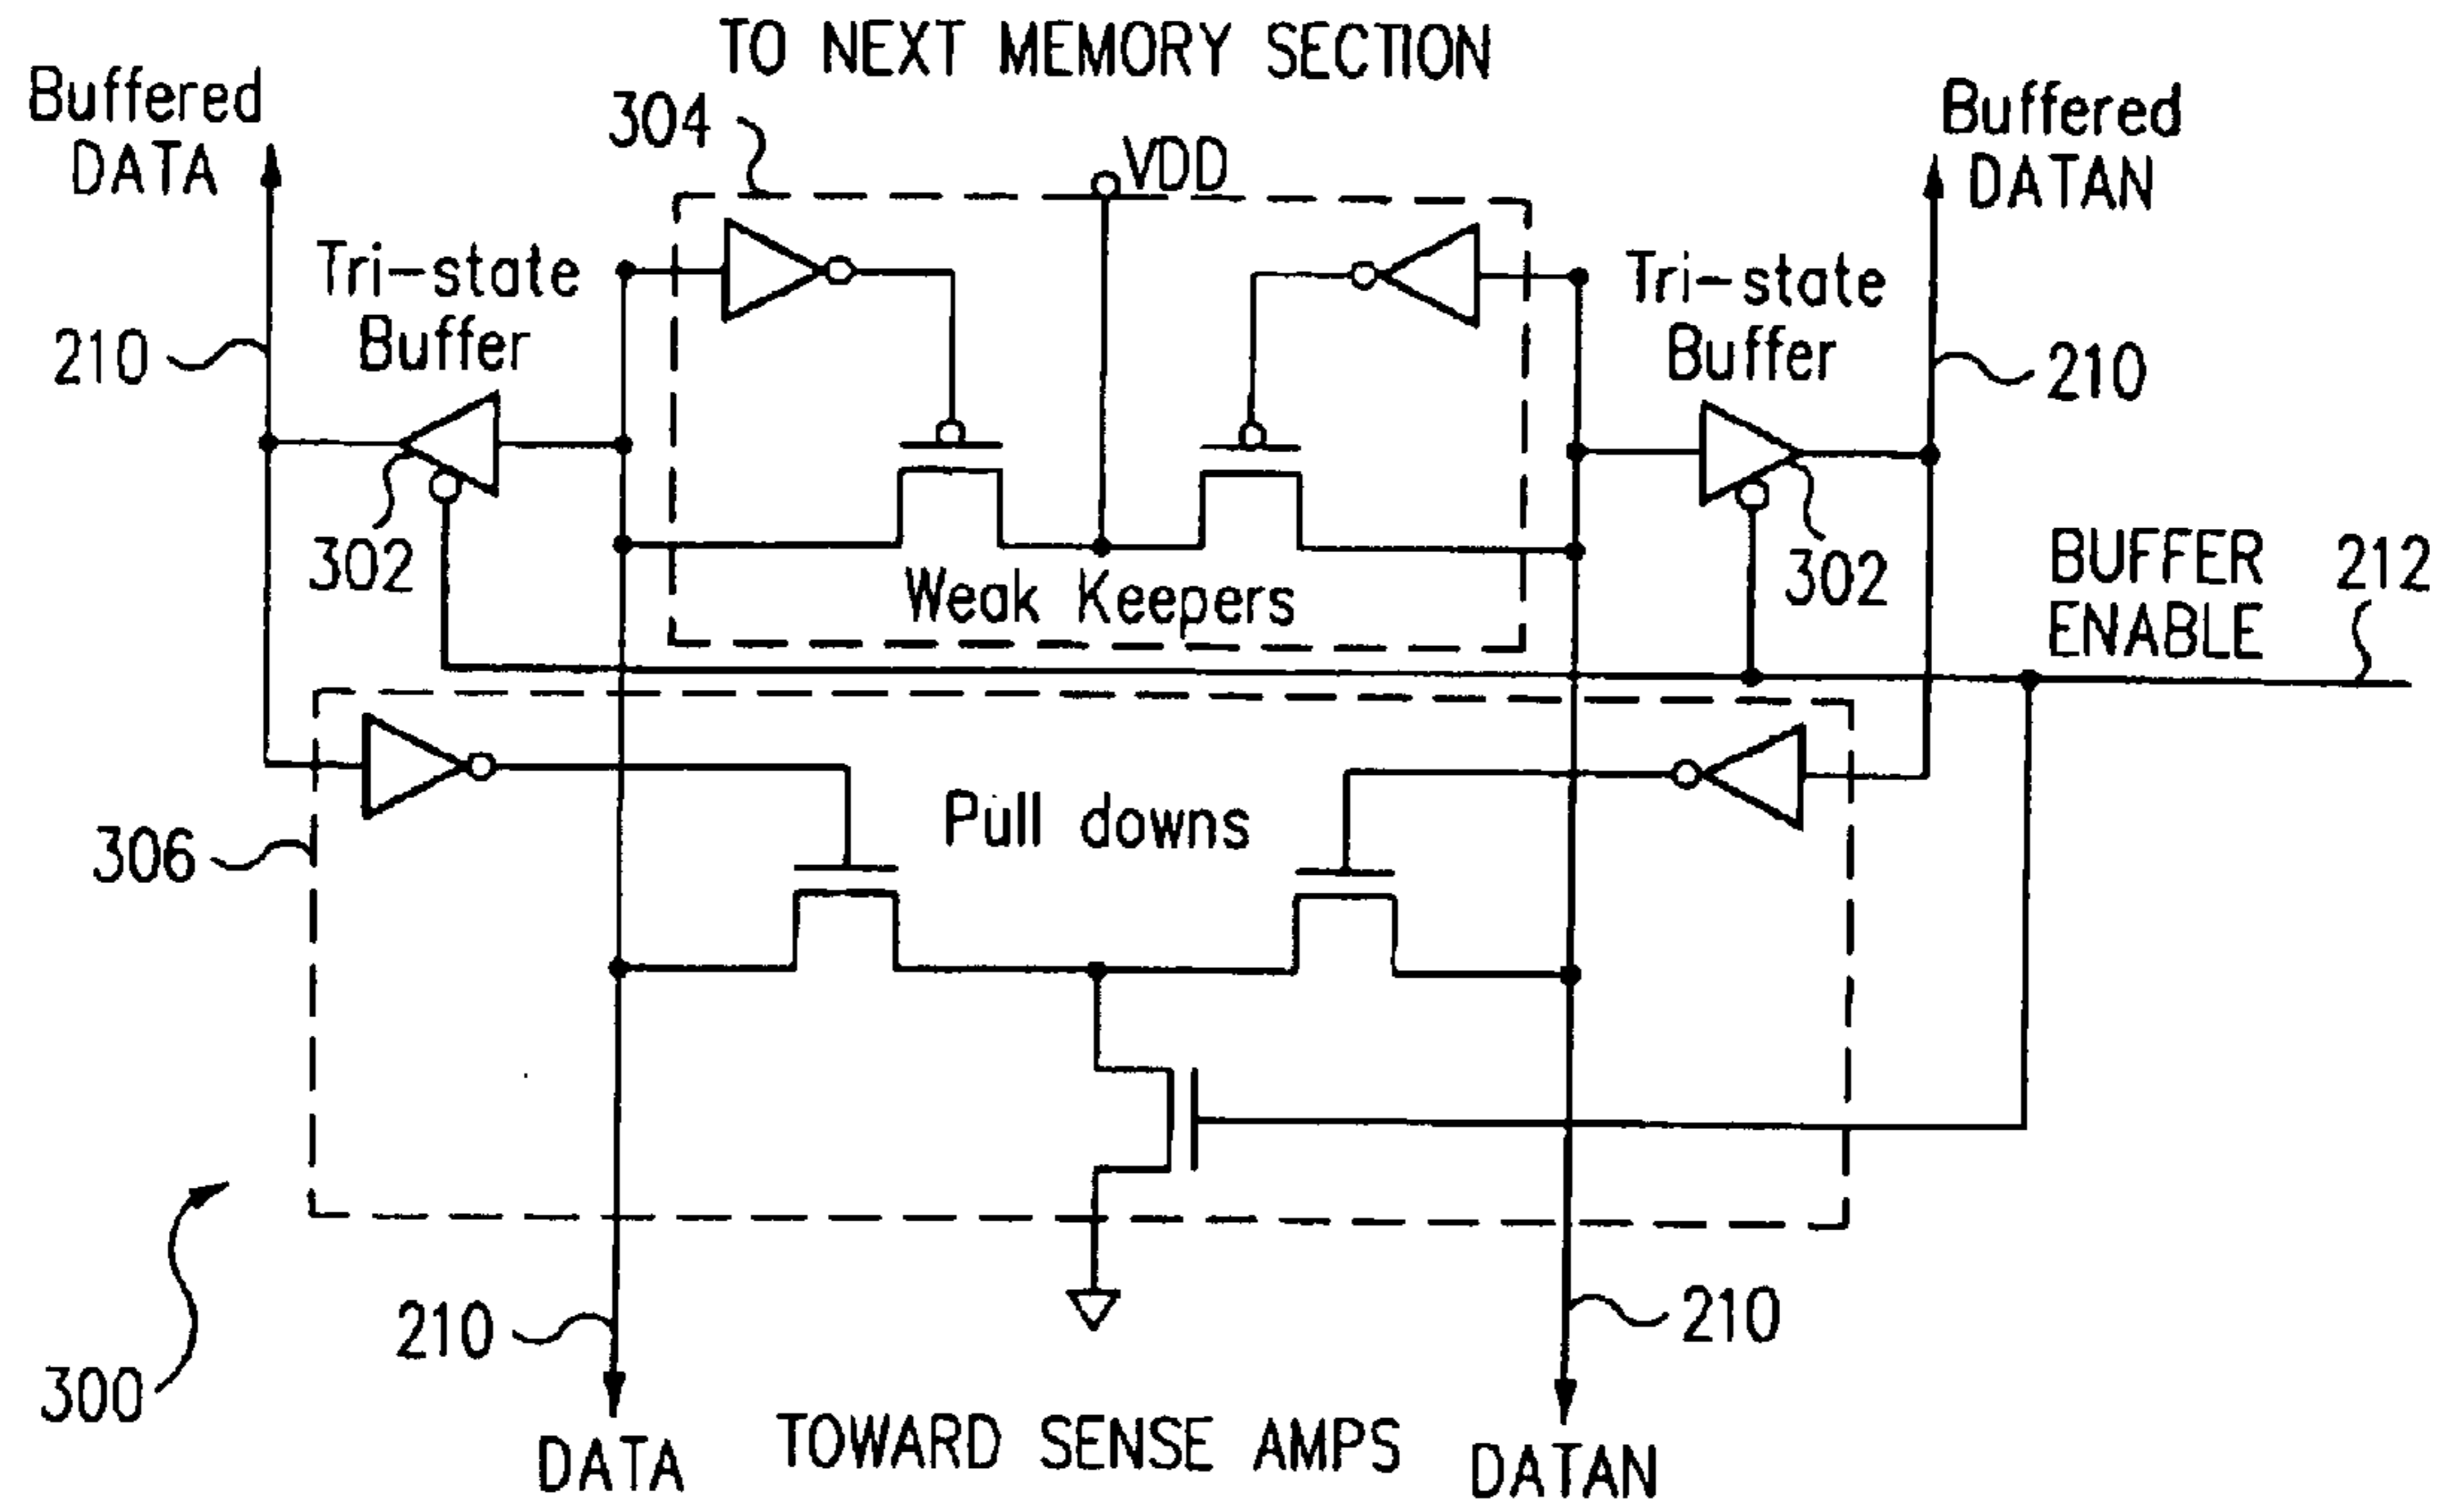 TO NEXT MEMORY SECTION
Buffered
DATA
304
VDD
Buffered
DATAN
Tri-state
Buffer
Tri-state
Buffer
210
210
302
302
Weak Keepers
BUFFER
ENABLE
212
306
Pull downs
210
210
300
DATA
TOWARD SENSE AMPS
DATAN